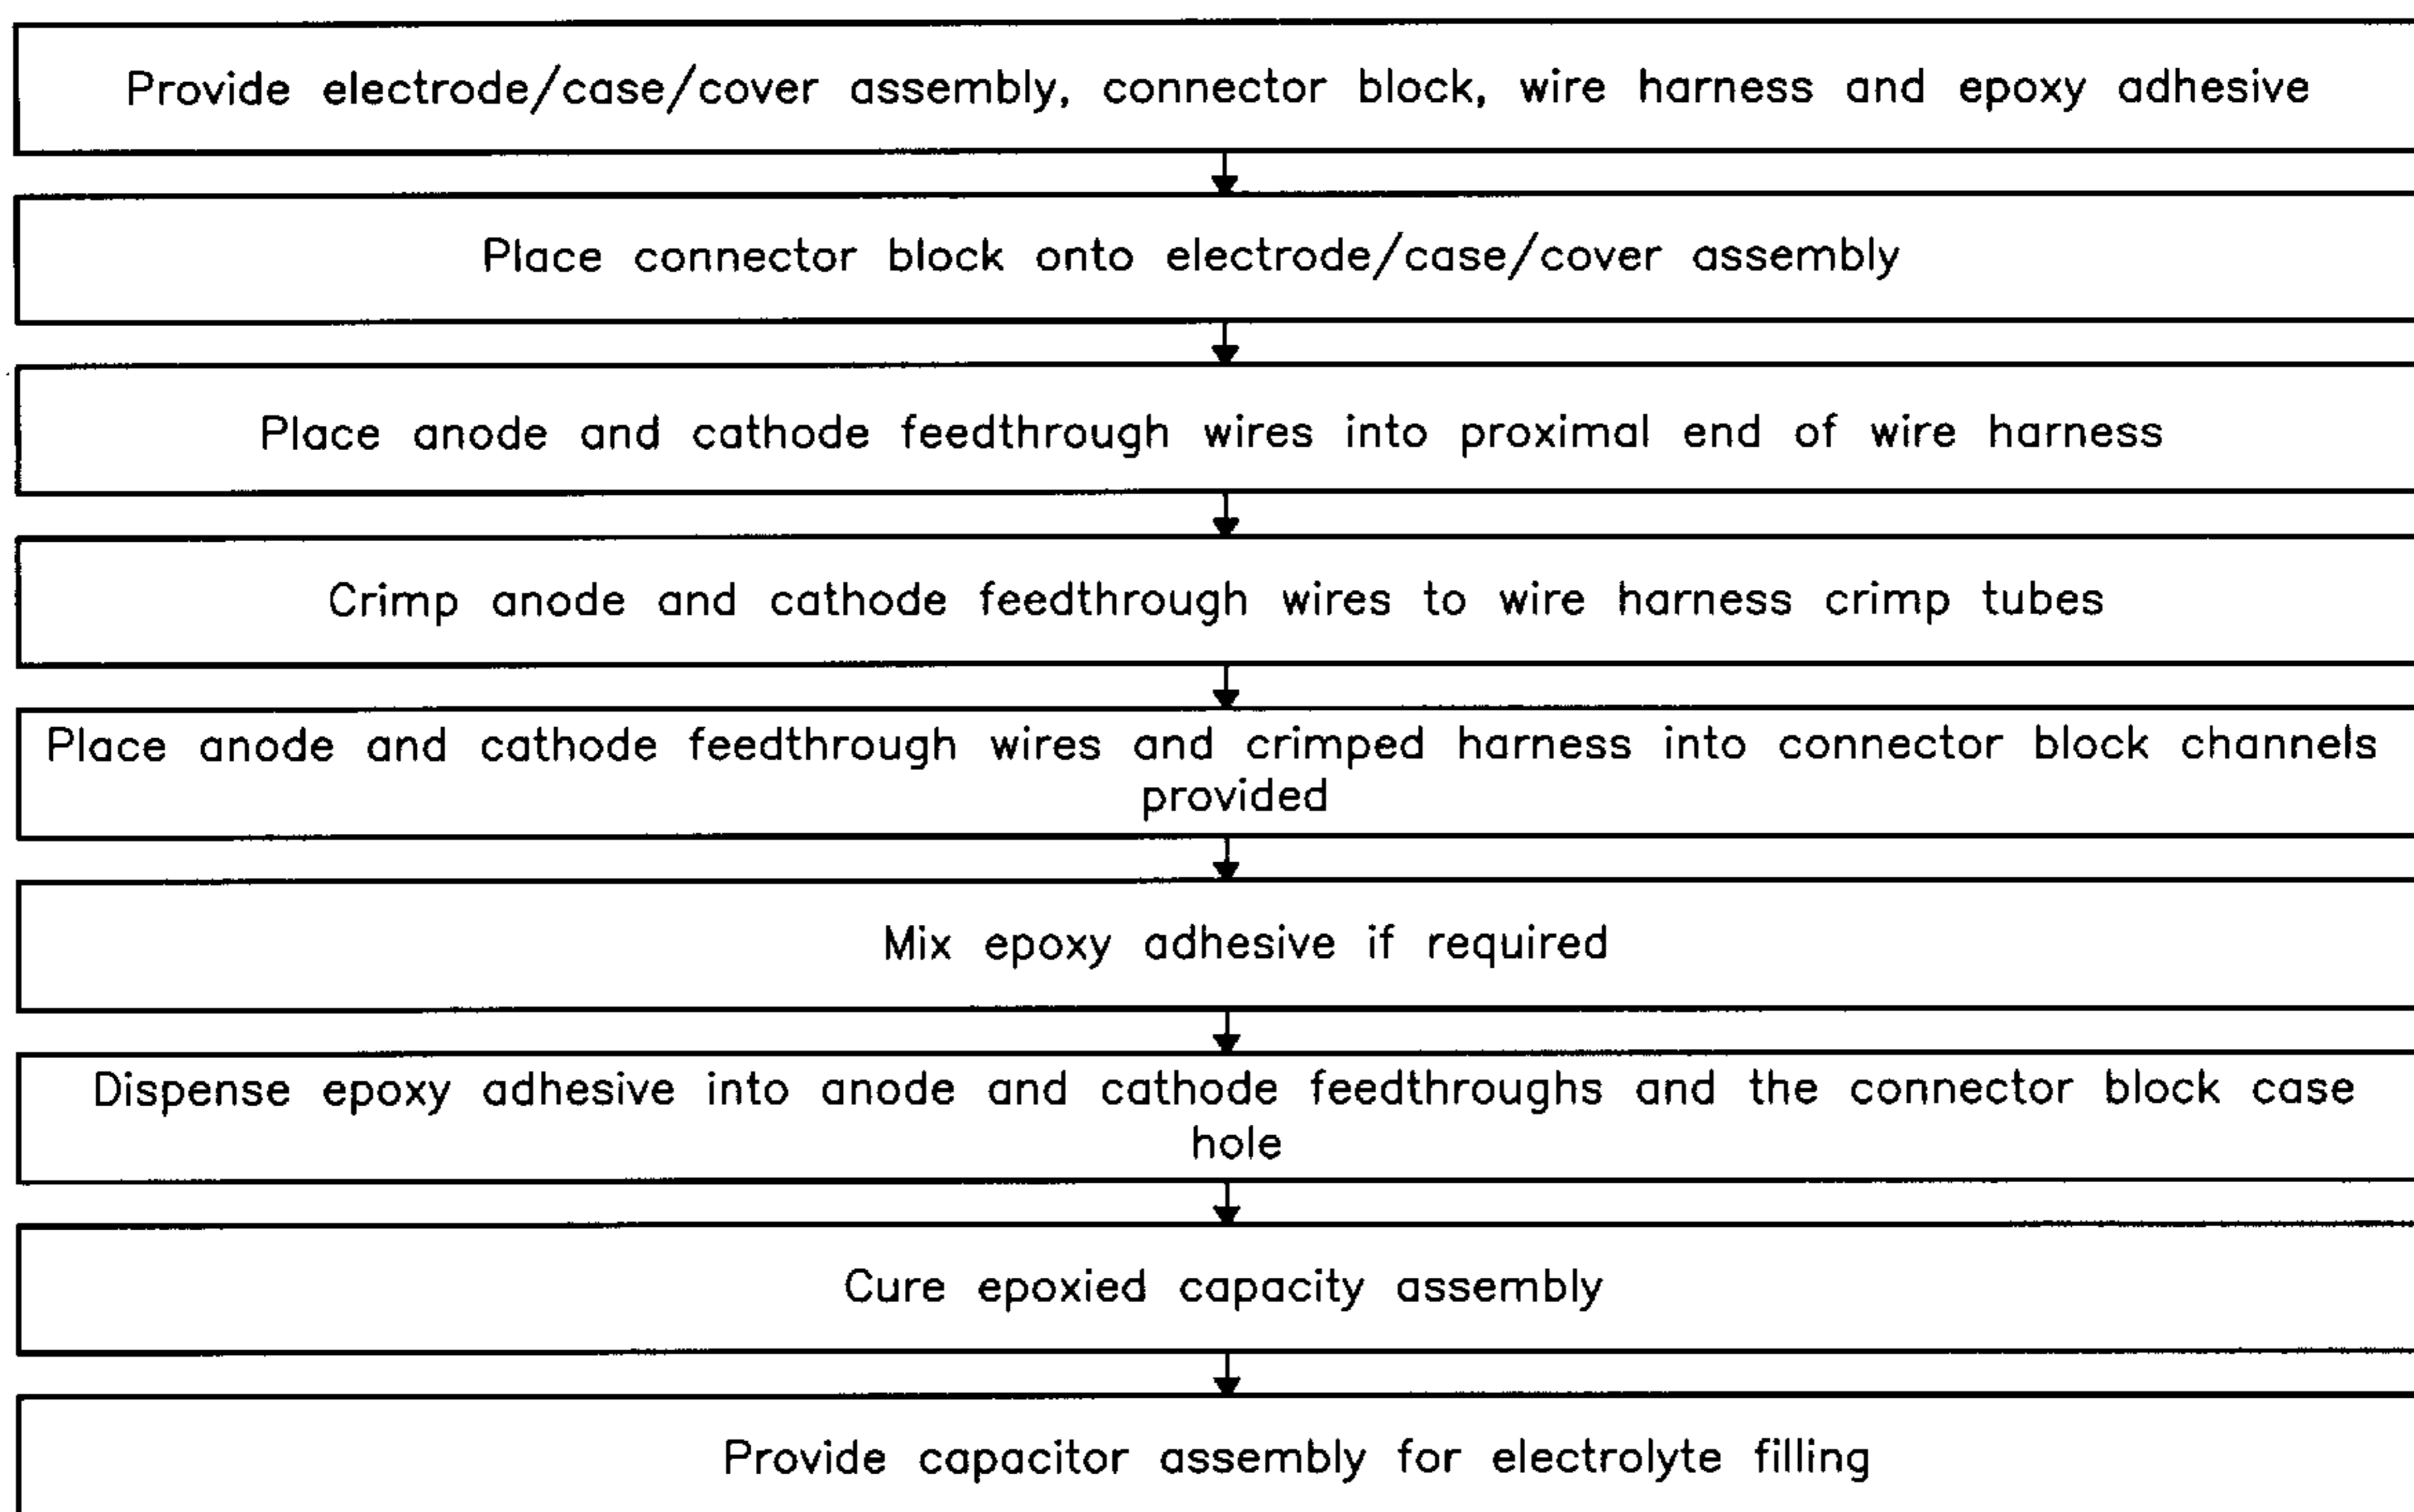 Provide electrode/case/cover assembly, connector block, wire harness and epoxy adhesive
Place connector block onto electrode/case/cover assembly
Place anode and cathode feedthrough wires into proximal end of wire harness
Crimp anode and cathode feedthrough wires to wire harness crimp tubes
Place anode and cathode feedthrough wires and crimped harness into connector block channels
provided
Mix epoxy adhesive if required
Dispense epoxy adhesive into anode and cathode feedthroughs and the connector block case
hole
Cure epoxied capacity assembly
Provide capacitor assembly for electrolyte filling